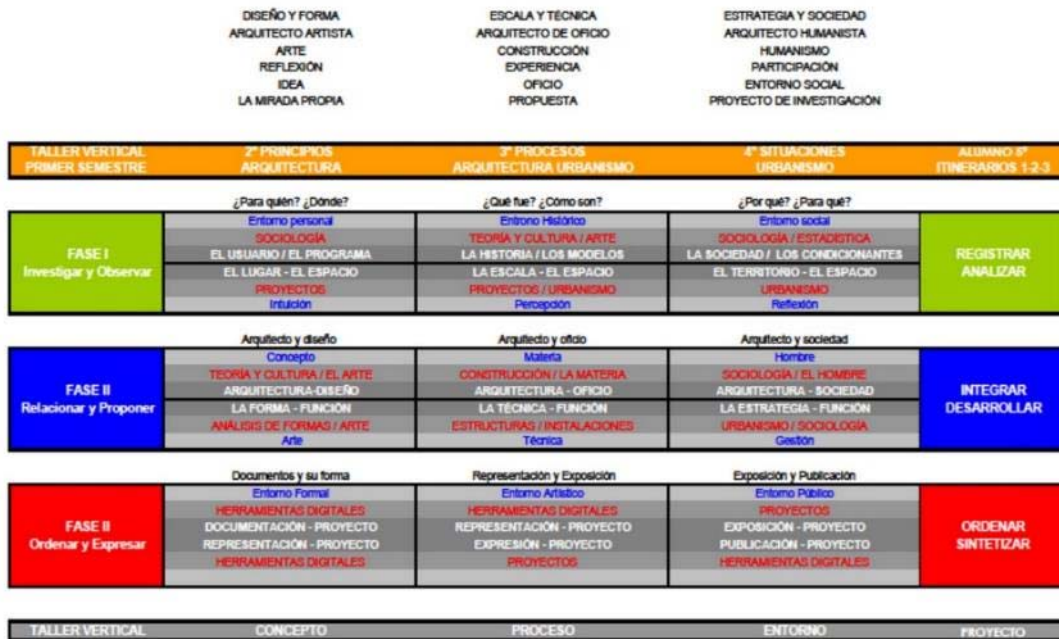 DISEÑO Y FORMA ESCALA Y TÉCNICA ESTRATEGIA Y SOCIEDAD
ARQUITECTO ARTISTA ARQUITECTO DE OFICIO ARQUITECTO HUMANISTA
ARTE CONSTRUCCIÓN HUMANISMO
REFLEXIÓN EXPERIENCIA PARTICIPACIÓN
IDEA OFICIO ENTORNO SOCIAL
LA MIRADA PROPIA PROPUESTA PROYECTO DE INVESTIGACIÓN
TALLER VERTICAL 2º PRINCIPIOS 3º PROCESOS 4º SITUACIONES ALUMNO 5º
PRIMER SEMESTRE ARQUITECTURA ARQUITECTURA URBANISMO URBANISMO ITINERARIOS 1-2-3
¿Para quién? ¿Dónde? ¿Qué fue? ¿Cómo son? ¿Por qué? ¿Para qué?
Entorno personal Entrono Histórico Entorno social
SOCIOLOGÍA TEORÍA Y CULTURA / ARTE SOCIOLOGÍA / ESTADÍSTICA
FASE I EL USUARIO / EL PROGRAMA LA HISTORIA / LOS MODELOS LA SOCIEDAD / LOS CONDICIONANTES REGISTRAR
Investigar y Observar EL LUGAR - EL ESPACIO LA ESCALA - EL ESPACIO EL TERRITORIO - EL ESPACIO ANALIZAR
PROYECTOS PROYECTOS / URBANISMO URBANISMO
Intuición Percepción Reflexión
Arquitecto y diseño Arquitecto y oficio Arquitecto y sociedad
Concepto Materia Hombre
TEORÍA Y CULTURA / EL ARTE CONSTRUCCIÓN / LA MATERIA SOCIOLOGÍA / EL HOMBRE
FASE II ARQUITECTURA-DISEÑO ARQUITECTURA - OFICIO ARQUITECTURA - SOCIEDAD INTEGRAR
Relacionar y Proponer LA FORMA - FUNCIÓN LA TÉCNICA - FUNCIÓN LA ESTRATEGIA - FUNCIÓN DESARROLLAR
ANÁLISIS DE FORMAS / ARTE ESTRUCTURAS / INSTALACIONES URBANISMO / SOCIOLOGÍA
Arte Técnica Gestión
Documentos y su forma Representación y Exposición Exposición y Publicación
Entorno Formal Entorno Artístico Entorno Público
HERRAMIENTAS DIGITALES HERRAMIENTAS DIGITALES PROYECTOS
FASE II DOCUMENTACIÓN - PROYECTO REPRESENTACIÓN - PROYECTO EXPOSICIÓN - PROYECTO ORDENAR
Ordenar y Expresar REPRESENTACIÓN - PROYECTO EXPRESIÓN - PROYECTO PUBLICACIÓN - PROYECTO SINTETIZAR
HERRAMIENTAS DIGITALES PROYECTOS HERRAMIENTAS DIGITALES
TALLER VERTICAL CONCEPTO PROCESO ENTORNO PROYECTO